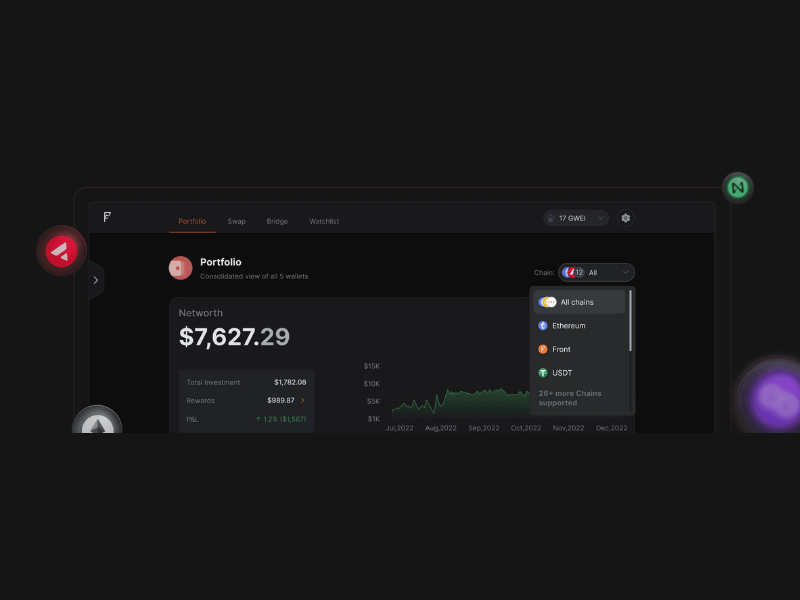 Portfolio Swap Bridge Watchlist
17 GWEI
Portfolio
Consolidated view of all 5 wallets
Chain: 12 All
All chains
Ethereum
Front
USDT
26+ more Chains
supported
Networth
$7,627.29
Total Investment $1,782.08
Rewards $989.87
P&L 1.2% ($1,567)
$15K
$10K
$5K
$1K
Jul,2022 Aug,2022 Sep,2022 Oct,2022 Nov,2022 Dec,2022